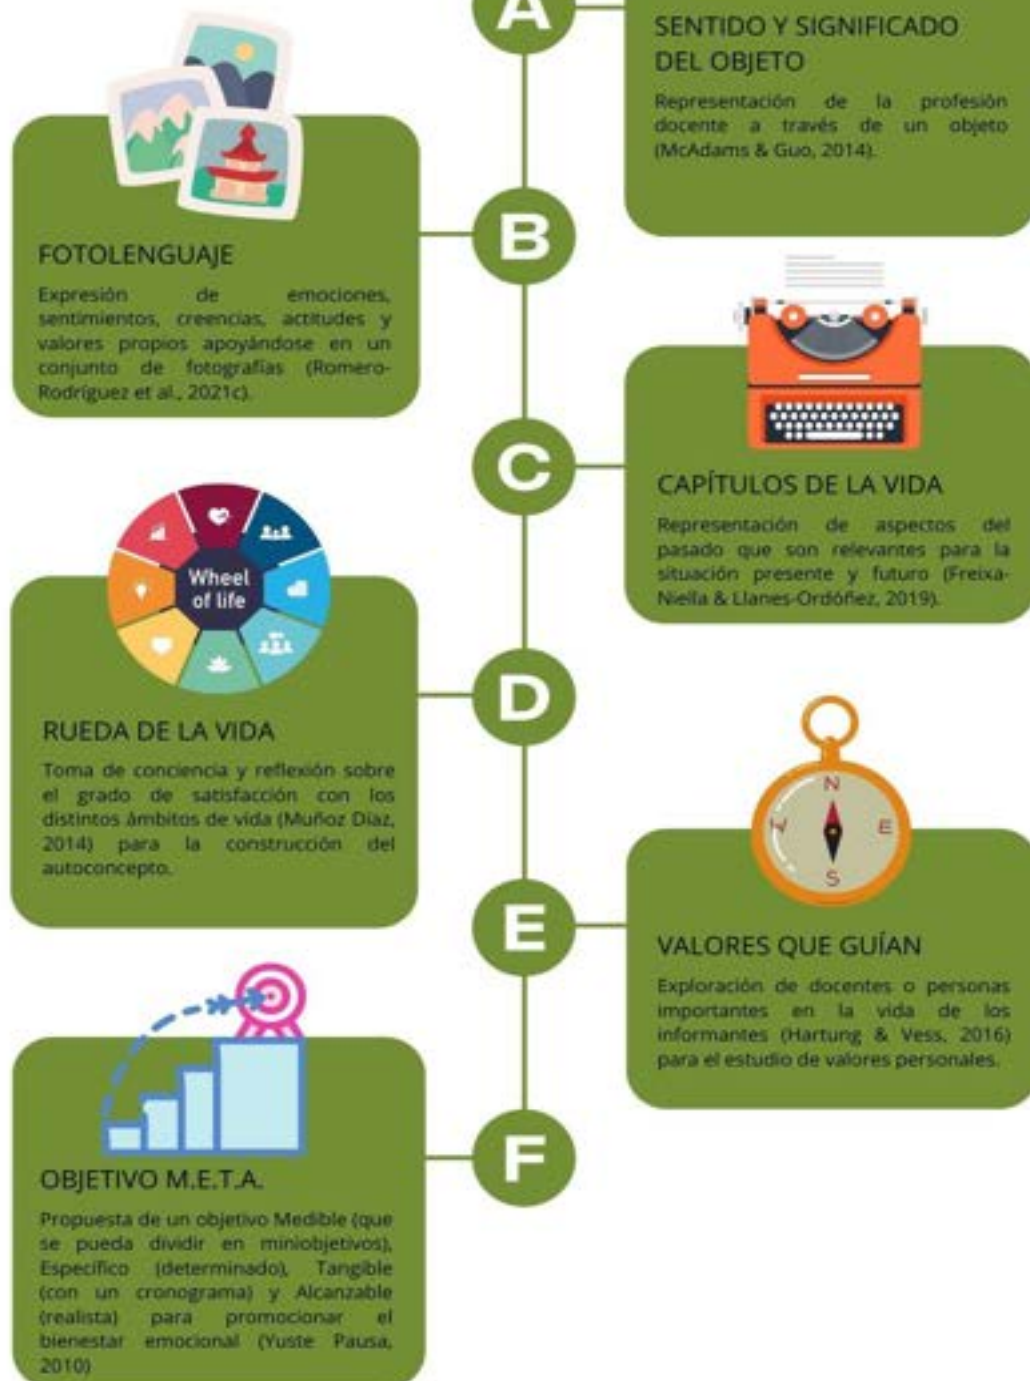 A
SENTIDO Y SIGNIFICADO
DEL OBJETO
Representación de la profesión
docente a través de un objeto
(McAdams & Guo, 2014).
B
FOTOLENGUAJE
Expresión de emociones,
sentimientos, creencias, actitudes y
valores propios apoyándose en un
conjunto de fotografías (Romero-
Rodríguez et al., 2021c).
C
CAPÍTULOS DE LA VIDA
Representación de aspectos del
pasado que son relevantes para la
situación presente y futuro (Freixa-
Niella & Llanes-Ordóñez, 2019).
Wheel
of life
D
RUEDA DE LA VIDA
Toma de conciencia y reflexión sobre
el grado de satisfacción con los
distintos ámbitos de vida (Muñoz Díaz,
2014) para la construcción del
autoconcepto.
N
W E
S
E
VALORES QUE GUÍAN
Exploración de docentes o personas
importantes en la vida de los
informantes (Hartung & Vess, 2016)
para el estudio de valores personales.
F
OBJETIVO M.E.T.A.
Propuesta de un objetivo Medible (que
se pueda dividir en miniobjetivos),
Específico (determinado), Tangible
(con un cronograma) y Alcanzable
(realista) para promocionar el
bienestar emocional (Yuste Pausa,
2010)